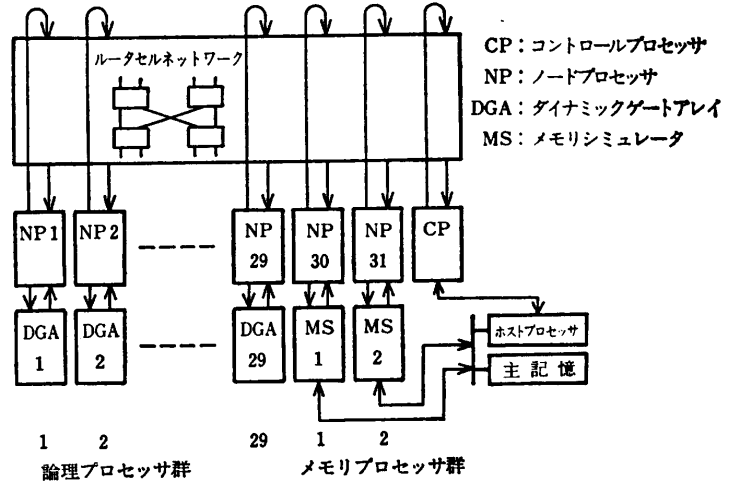 ルータセルネットワーク
CP：コントロールプロセッサ
NP：ノードプロセッサ
DGA：ダイナミックゲートアレイ
MS：メモリシミュレータ
NP1
NP2
NP
29
NP
30
NP
31
CP
DGA
1
DGA
2
DGA
29
MS
1
MS
2
ホストプロセッサ
主記憶
1
2
29
1
2
論理プロセッサ群
メモリプロセッサ群